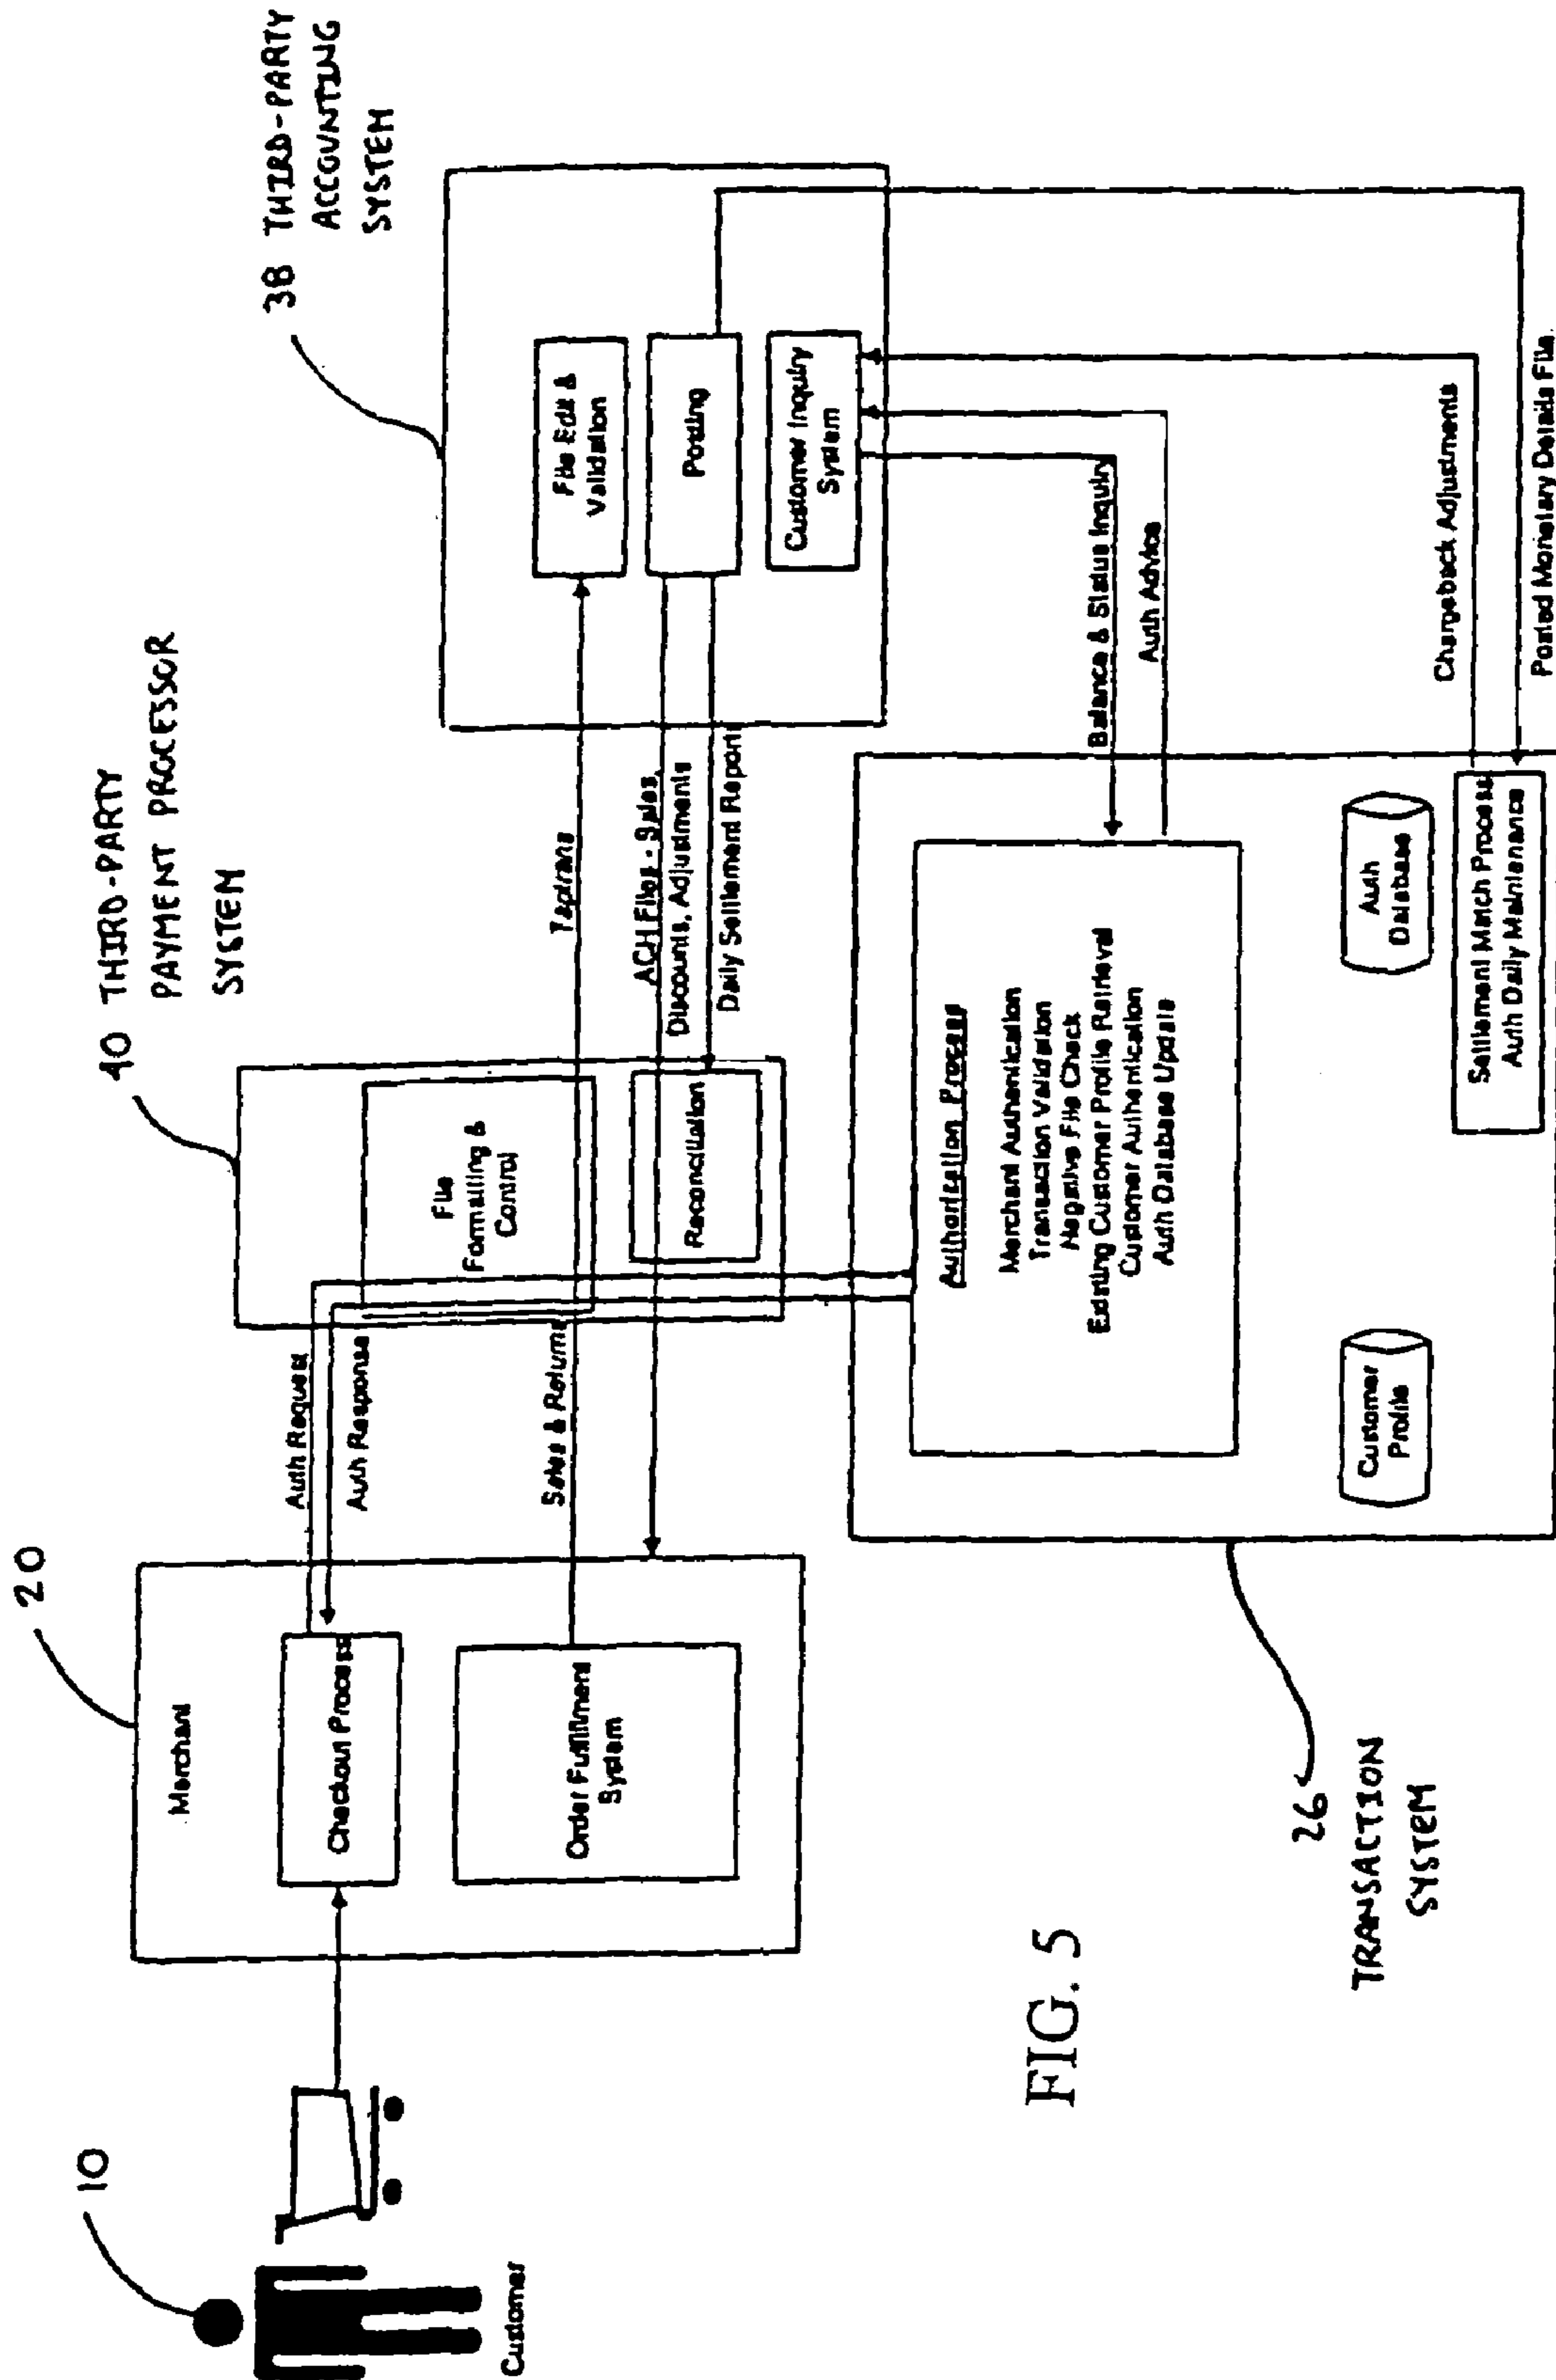 10
Customer
20
Merchant
Checkout Process
Order Fulfillment
System
Auth Request
Auth Response
Sales & Returns
40 THIRD-PARTY
PAYMENT PROCESSOR
SYSTEM
File
Formatting &
Control
Reconciliation
Taptrans
ACH Files - Sales,
Discounts, Adjustments
Daily Settlement Report
38 THIRD-PARTY
ACCOUNTING
SYSTEM
File Edit &
Validation
Posting
Customer Inquiry
System
Balance & Status Inquiry
Auth Advice
Chargeback Adjustments
Posted Monetary Details File
Authorization Process
Merchant Authentication
Transaction Validation
Negative File Check
Existing Customer Profile Retrieval
Customer Authentication
Auth Database Update
Customer
Profile
Auth
Database
Settlement Match Process
Auth Daily Maintenance
26
TRANSACTION
SYSTEM
FIG. 5